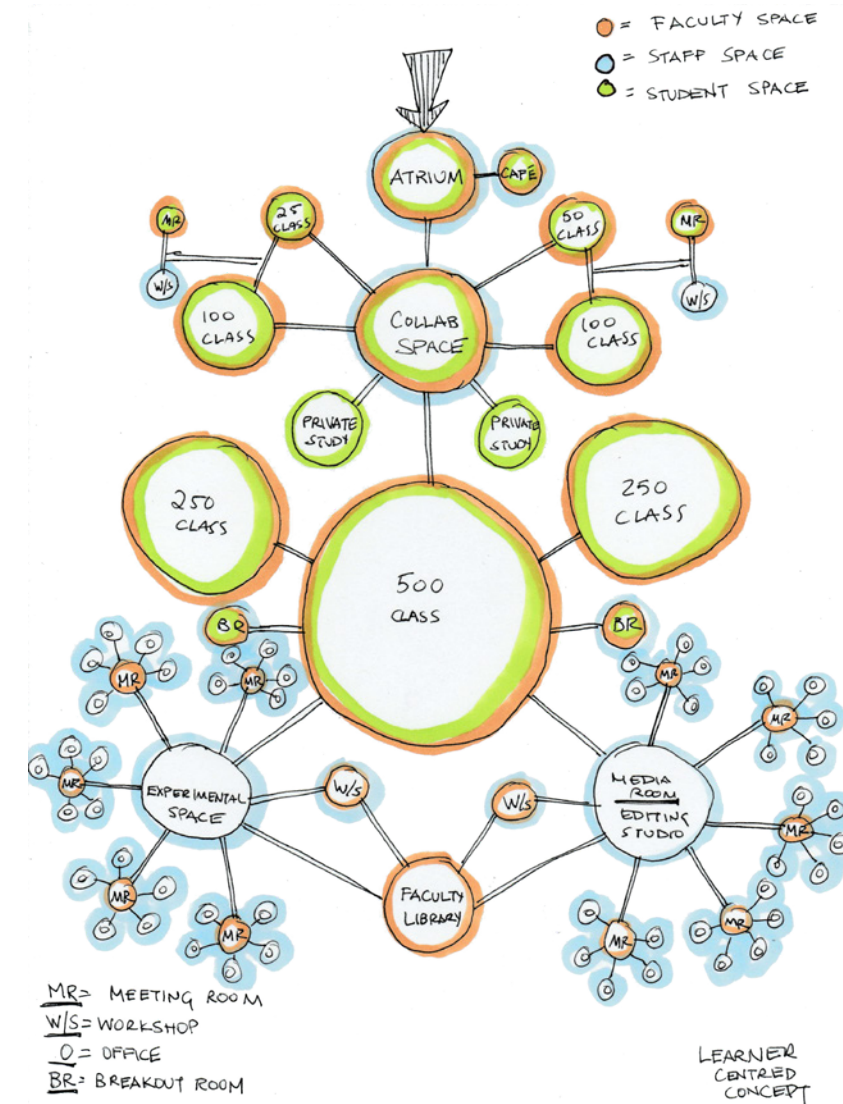 = FACULTY SPACE
= STAFF SPACE
= STUDENT SPACE
ATRIUM
CAFÉ
MR
25
CLASS
50
CLASS
MR
W/S
W/S
100
CLASS
COLLAB
SPACE
100
CLASS
PRIVATE
STUDY
PRIVATE
STUDY
250
CLASS
250
CLASS
500
CLASS
BR
BR
MR
MR
MR
MR
MR
EXPERIMENTAL
SPACE
W/S
W/S
MEDIA
ROOM
EDITING
STUDIO
MR
MR
FACULTY
LIBRARY
MR
MR
MR
MR
O O O O O O O O O O O O O O O O O O O O O O O O O
O O O O O O O O O O O O O O O O O O O O O O O O O
MR = MEETING ROOM
W/S = WORKSHOP
O = OFFICE
BR = BREAKOUT ROOM
LEARNER
CENTRED
CONCEPT